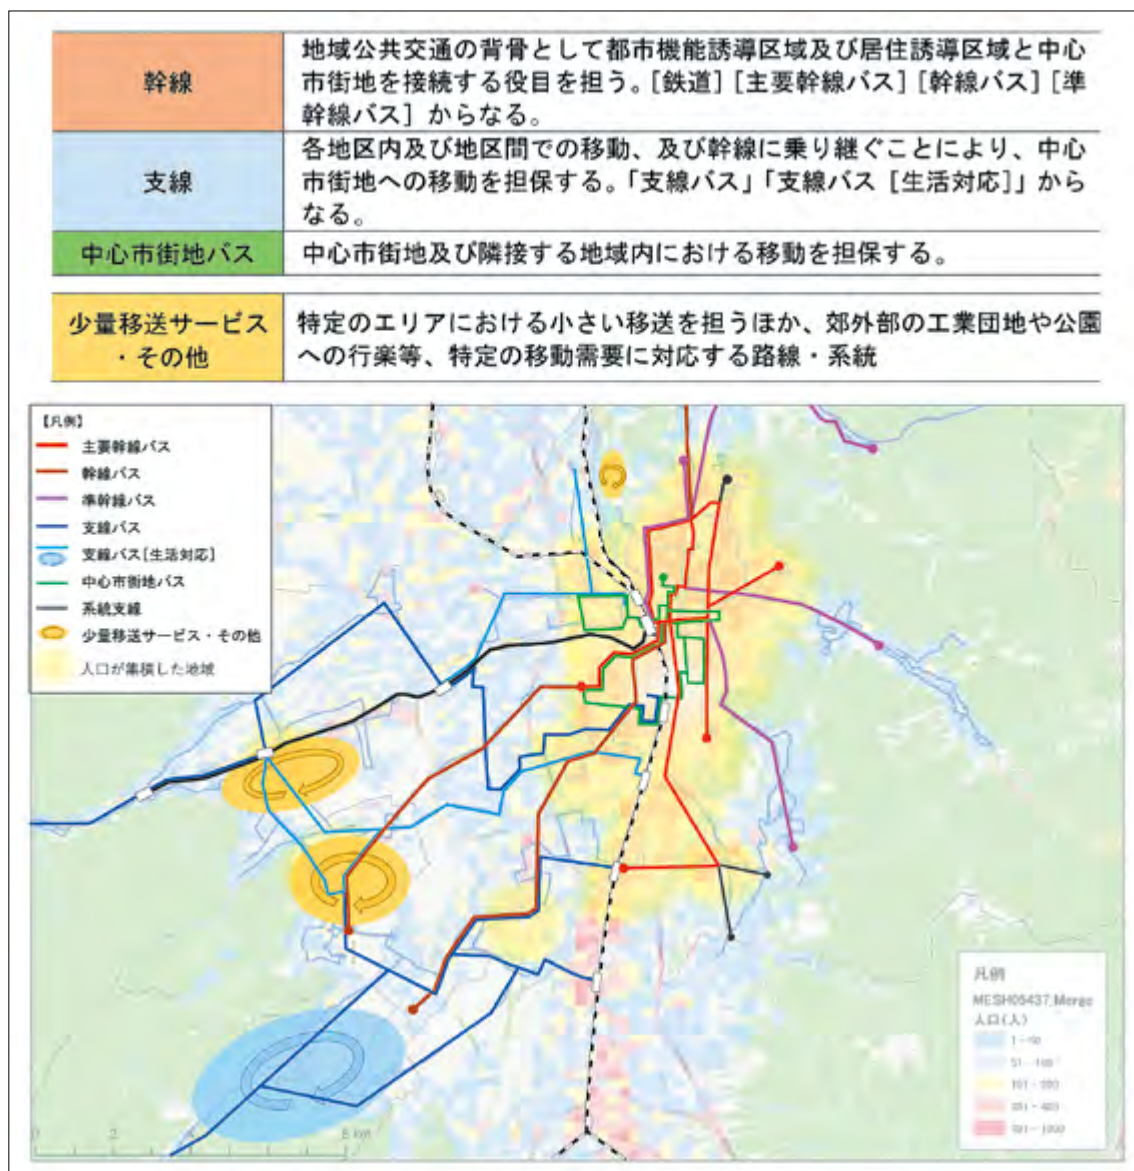 幹線
地域公共交通の背骨として都市機能誘導区域及び居住誘導区域と中心
市街地を接続する役目を担う。[鉄道][主要幹線バス][幹線バス][準
幹線バス]からなる。
支線
各地区内及び地区間での移動、及び幹線に乗り継ぐことにより、中心
市街地への移動を担保する。「支線バス」「支線バス[生活対応]」から
なる。
中心市街地バス
中心市街地及び隣接する地域内における移動を担保する。
少量移送サービス
・その他
特定のエリアにおける小さい移送を担うほか、郊外部の工業団地や公園
への行楽等、特定の移動需要に対応する路線・系統
【凡例】
主要幹線バス
幹線バス
準幹線バス
支線バス
支線バス[生活対応]
中心市街地バス
系統支線
少量移送サービス・その他
人口が集積した地域
凡例
MESH05437_Merge
人口(人)
0 2 4 8 km